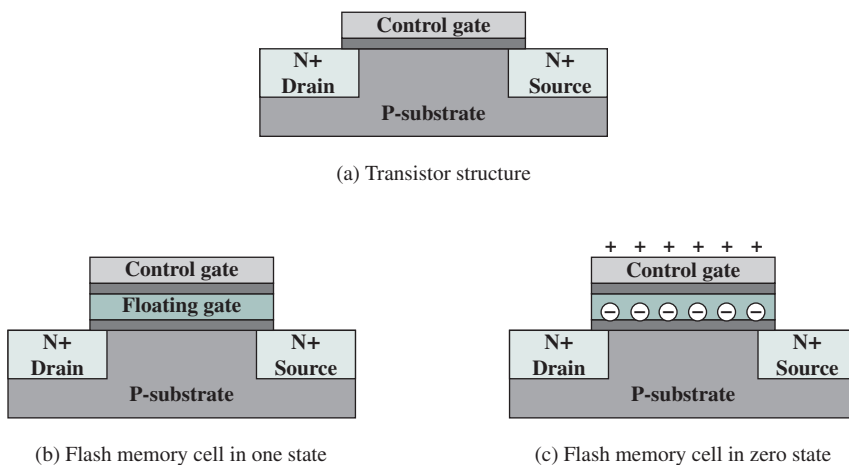 Control gate
N+
Drain
N+
Source
P-substrate
(a) Transistor structure
Control gate
Floating gate
N+
Drain
N+
Source
P-substrate
(b) Flash memory cell in one state
+ + + + + +
Control gate
− − − − − −
N+
Drain
N+
Source
P-substrate
(c) Flash memory cell in zero state